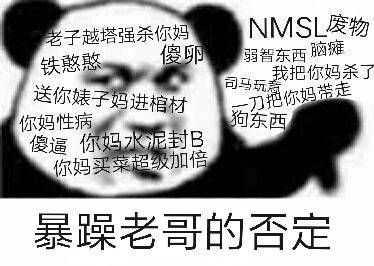 老子越塔强杀你妈
NMSL废物
铁憨憨
傻卵
弱智东西
脑瘫
我把你妈杀了
送你婊子妈进棺材
司马玩意
一刀把你妈带走
你妈性病
狗东西
傻逼
你妈水泥封B
你妈买菜超级加倍
暴躁老哥的否定